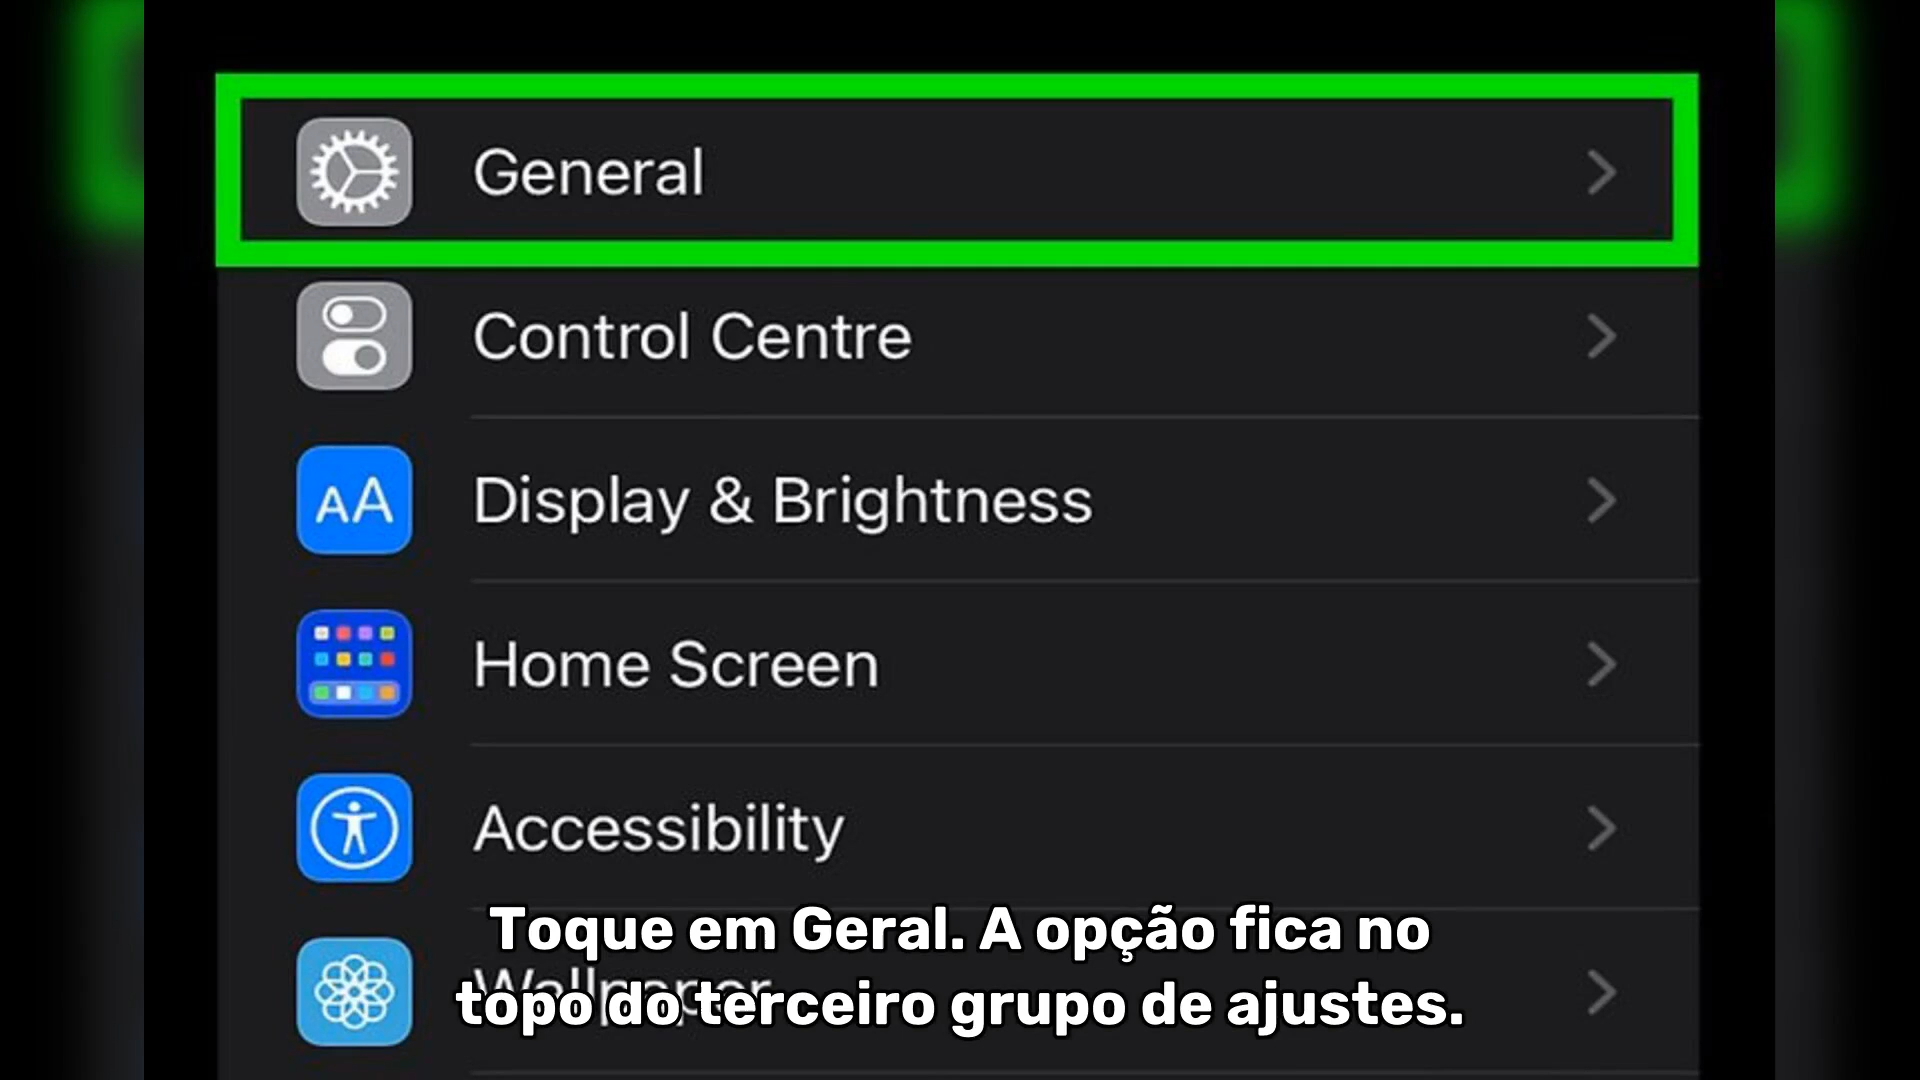 General
Control Centre
AA Display & Brightness
Home Screen
Accessibility
Wallpaper
Toque em Geral. A opção fica no
topo do terceiro grupo de ajustes.